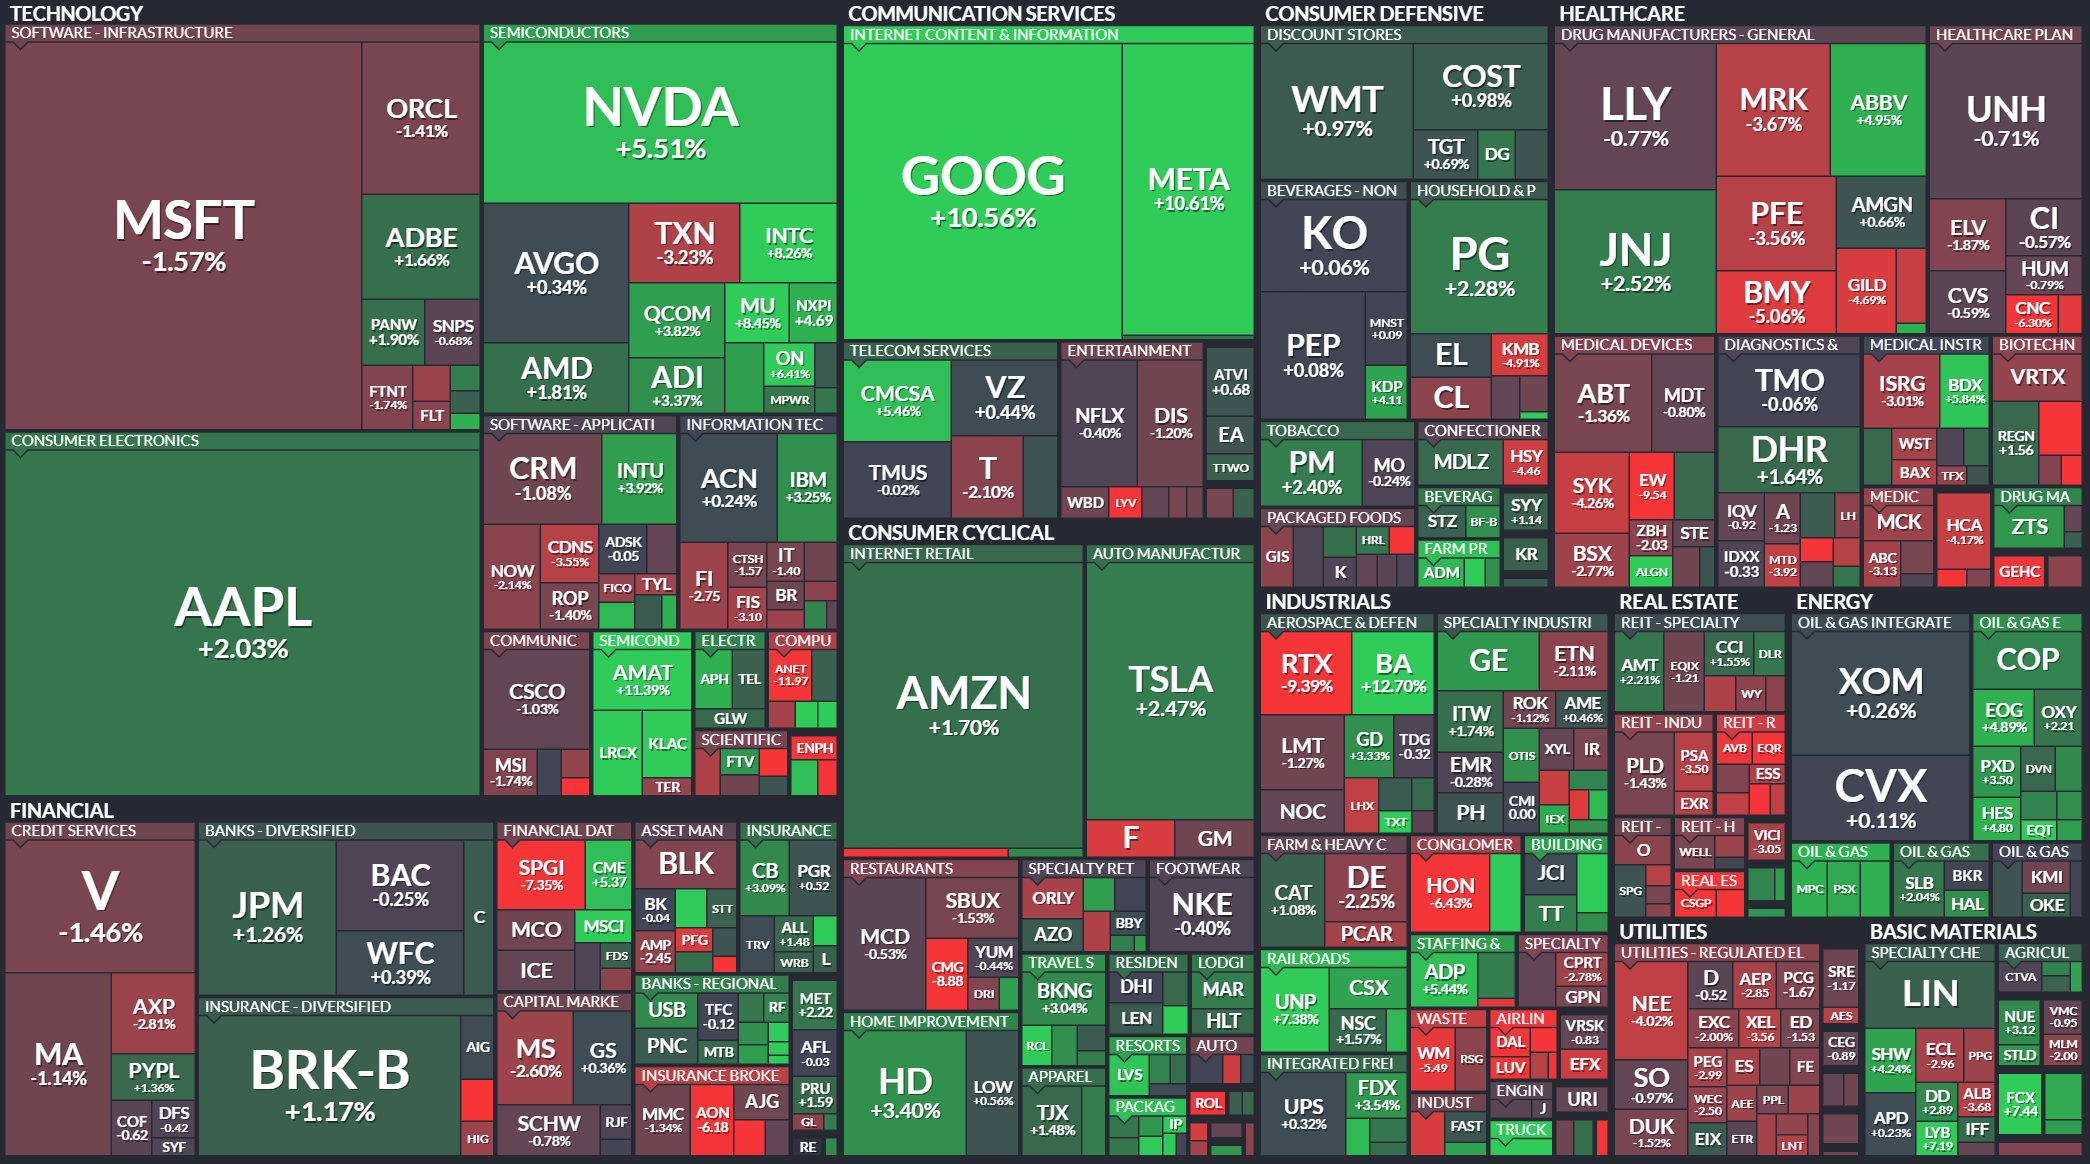 TECHNOLOGY
SOFTWARE - INFRASTRUCTURE
MSFT
-1.57%
ORCL
-1.41%
ADBE
+1.66%
PANW
+1.90%
SNPS
-0.68%
FTNT
-1.74%
FLT
SEMICONDUCTORS
NVDA
+5.51%
AVGO
+0.34%
TXN
-3.23%
INTC
+8.26%
QCOM
+3.82%
MU
+8.45%
NXPI
+4.69
AMD
+1.81%
ADI
+3.37%
ON
+6.41%
MPWR
CONSUMER ELECTRONICS
AAPL
+2.03%
SOFTWARE - APPLICATI
CRM
-1.08%
INTU
+3.92%
NOW
-2.14%
CDNS
-3.55%
ADSK
-0.05
ROP
-1.40%
FICO
TYL
INFORMATION TEC
ACN
+0.24%
IBM
+3.25%
FI
-2.75
CTSH
-1.57
IT
-1.40
FIS
-3.10
BR
COMMUNIC
CSCO
-1.03%
MSI
-1.74%
SEMICOND
AMAT
+11.39%
LRCX
KLAC
TER
ELECTR
APH
TEL
GLW
COMPU
ANET
-11.97
SCIENTIFIC
FTV
ENPH
COMMUNICATION SERVICES
INTERNET CONTENT & INFORMATION
GOOG
+10.56%
META
+10.61%
TELECOM SERVICES
CMCSA
+5.46%
VZ
+0.44%
TMUS
-0.02%
T
-2.10%
ENTERTAINMENT
NFLX
-0.40%
DIS
-1.20%
WBD
LYV
ATVI
+0.68
EA
TTWO
CONSUMER CYCLICAL
INTERNET RETAIL
AMZN
+1.70%
AUTO MANUFACTUR
TSLA
+2.47%
F
GM
RESTAURANTS
MCD
-0.53%
SBUX
-1.53%
CMG
-8.88
YUM
-0.44%
DRI
SPECIALTY RET
ORLY
AZO
BBY
FOOTWEAR
NKE
-0.40%
HOME IMPROVEMENT
HD
+3.40%
LOW
+0.56%
TRAVEL S
BKNG
+3.04%
RCL
RESIDEN
DHI
LEN
LODGI
MAR
HLT
APPAREL
TJX
+1.48%
RESORTS
LVS
AUTO
ROL
PACKAG
IP
CONSUMER DEFENSIVE
DISCOUNT STORES
WMT
+0.97%
COST
+0.98%
TGT
+0.69%
DG
BEVERAGES - NON
KO
+0.06%
PEP
+0.08%
MNST
+0.09
KDP
+4.11
HOUSEHOLD & P
PG
+2.28%
EL
KMB
-4.91%
CL
TOBACCO
PM
+2.40%
MO
-0.24%
CONFECTIONER
MDLZ
HSY
-4.46
BEVERAG
STZ
BF-B
SYY
+1.14
PACKAGED FOODS
GIS
HRL
K
FARM PR
ADM
KR
HEALTHCARE
DRUG MANUFACTURERS - GENERAL
LLY
-0.77%
MRK
-3.67%
ABBV
+4.95%
JNJ
+2.52%
PFE
-3.56%
AMGN
+0.66%
BMY
-5.06%
GILD
-4.69%
HEALTHCARE PLAN
UNH
-0.71%
ELV
-1.87%
CI
-0.57%
HUM
-0.79%
CVS
-0.59%
CNC
-6.30%
MEDICAL DEVICES
ABT
-1.36%
MDT
-0.80%
SYK
-4.26%
EW
-9.54
BSX
-2.77%
ZBH
-2.03
STE
ALGN
DIAGNOSTICS &
TMO
-0.06%
DHR
+1.64%
IQV
-0.92
A
-1.23
LH
IDXX
-0.33
MTD
-3.92
MEDICAL INSTR
ISRG
-3.01%
BDX
+5.84%
WST
BAX
TFX
BIOTECHN
VRTX
REGN
+1.56
MEDIC
MCK
ABC
-3.13
HCA
-4.17%
DRUG MA
ZTS
GEHC
INDUSTRIALS
AEROSPACE & DEFEN
RTX
-9.39%
BA
+12.70%
LMT
-1.27%
GD
+3.33%
TDG
-0.32
NOC
LHX
TXT
SPECIALTY INDUSTRI
GE
ETN
-2.11%
ITW
+1.74%
ROK
-1.12%
AME
+0.46%
EMR
-0.28%
OTIS
XYL
IR
PH
CMI
0.00
IEX
FARM & HEAVY C
CAT
+1.08%
DE
-2.25%
PCAR
CONGLOMER
HON
-6.43%
BUILDING
JCI
TT
RAILROADS
UNP
+7.38%
CSX
NSC
+1.57%
STAFFING &
ADP
+5.44%
SPECIALTY
CPRT
-2.78%
GPN
INTEGRATED FREI
UPS
+0.32%
FDX
+3.54%
WASTE
WM
-5.49
RSG
AIRLIN
DAL
LUV
VRSK
-0.83
EFX
INDUST
FAST
ENGIN
J
URI
TRUCK
REAL ESTATE
REIT - SPECIALTY
AMT
+2.21%
EQIX
-1.21
CCI
+1.55%
DLR
WY
REIT - INDU
PLD
-1.43%
PSA
-3.50
EXR
REIT - R
AVB
EQR
ESS
REIT -
O
SPG
REIT - H
WELL
VICI
-3.05
REAL ES
CSGP
ENERGY
OIL & GAS INTEGRATE
XOM
+0.26%
CVX
+0.11%
OIL & GAS E
COP
EOG
+4.89%
OXY
+2.21
PXD
+3.50
DVN
HES
+4.80
EQT
OIL & GAS
MPC
PSX
OIL & GAS
SLB
+2.04%
BKR
HAL
OIL & GAS
KMI
OKE
UTILITIES
UTILITIES - REGULATED EL
NEE
-4.02%
D
-0.52
AEP
-2.85
PCG
-1.67
EXC
-2.00%
XEL
-3.56
ED
-1.53
SO
-0.97%
PEG
-2.99
ES
FE
WEC
-2.50
AEE
PPL
DUK
-1.52%
EIX
ETR
LNT
SRE
-1.17
AES
CEG
-0.89
BASIC MATERIALS
SPECIALTY CHE
LIN
SHW
+4.24%
ECL
-2.96
PPG
APD
+0.23%
DD
+2.89
ALB
-3.68
LYB
+7.19
IFF
AGRICUL
CTVA
NUE
+3.12
VMC
-0.95
STLD
MLM
-2.00
FCX
+7.44
FINANCIAL
CREDIT SERVICES
V
-1.46%
MA
-1.14%
AXP
-2.81%
PYPL
+1.36%
COF
-0.62
DFS
-0.42
SYF
BANKS - DIVERSIFIED
JPM
+1.26%
BAC
-0.25%
WFC
+0.39%
C
INSURANCE - DIVERSIFIED
BRK-B
+1.17%
AIG
HIG
FINANCIAL DAT
SPGI
-7.35%
CME
+5.37
MCO
MSCI
ICE
FDS
CAPITAL MARKE
MS
-2.60%
GS
+0.36%
SCHW
-0.78%
RJF
ASSET MAN
BLK
BK
-0.04
STT
AMP
-2.45
PFG
INSURANCE
CB
+3.09%
PGR
+0.52
TRV
ALL
+1.48
WRB
L
BANKS - REGIONAL
USB
TFC
-0.12
RF
PNC
MTB
MET
+2.22
AFL
-0.03
PRU
+1.59
GL
RE
INSURANCE BROKE
MMC
-1.34%
AON
-6.18
AJG